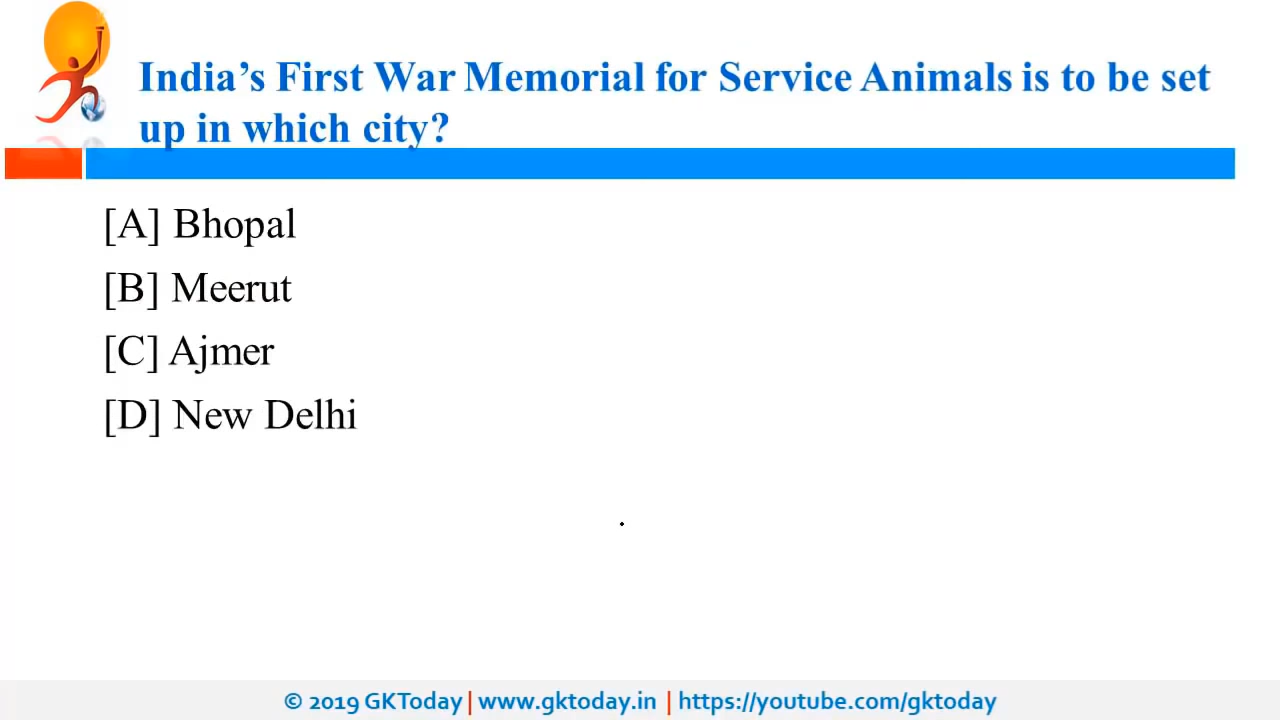 India’s First War Memorial for Service Animals is to be set
up in which city?
[A] Bhopal
[B] Meerut
[C] Ajmer
[D] New Delhi
© 2019 GKToday | www.gktoday.in | https://youtube.com/gktoday